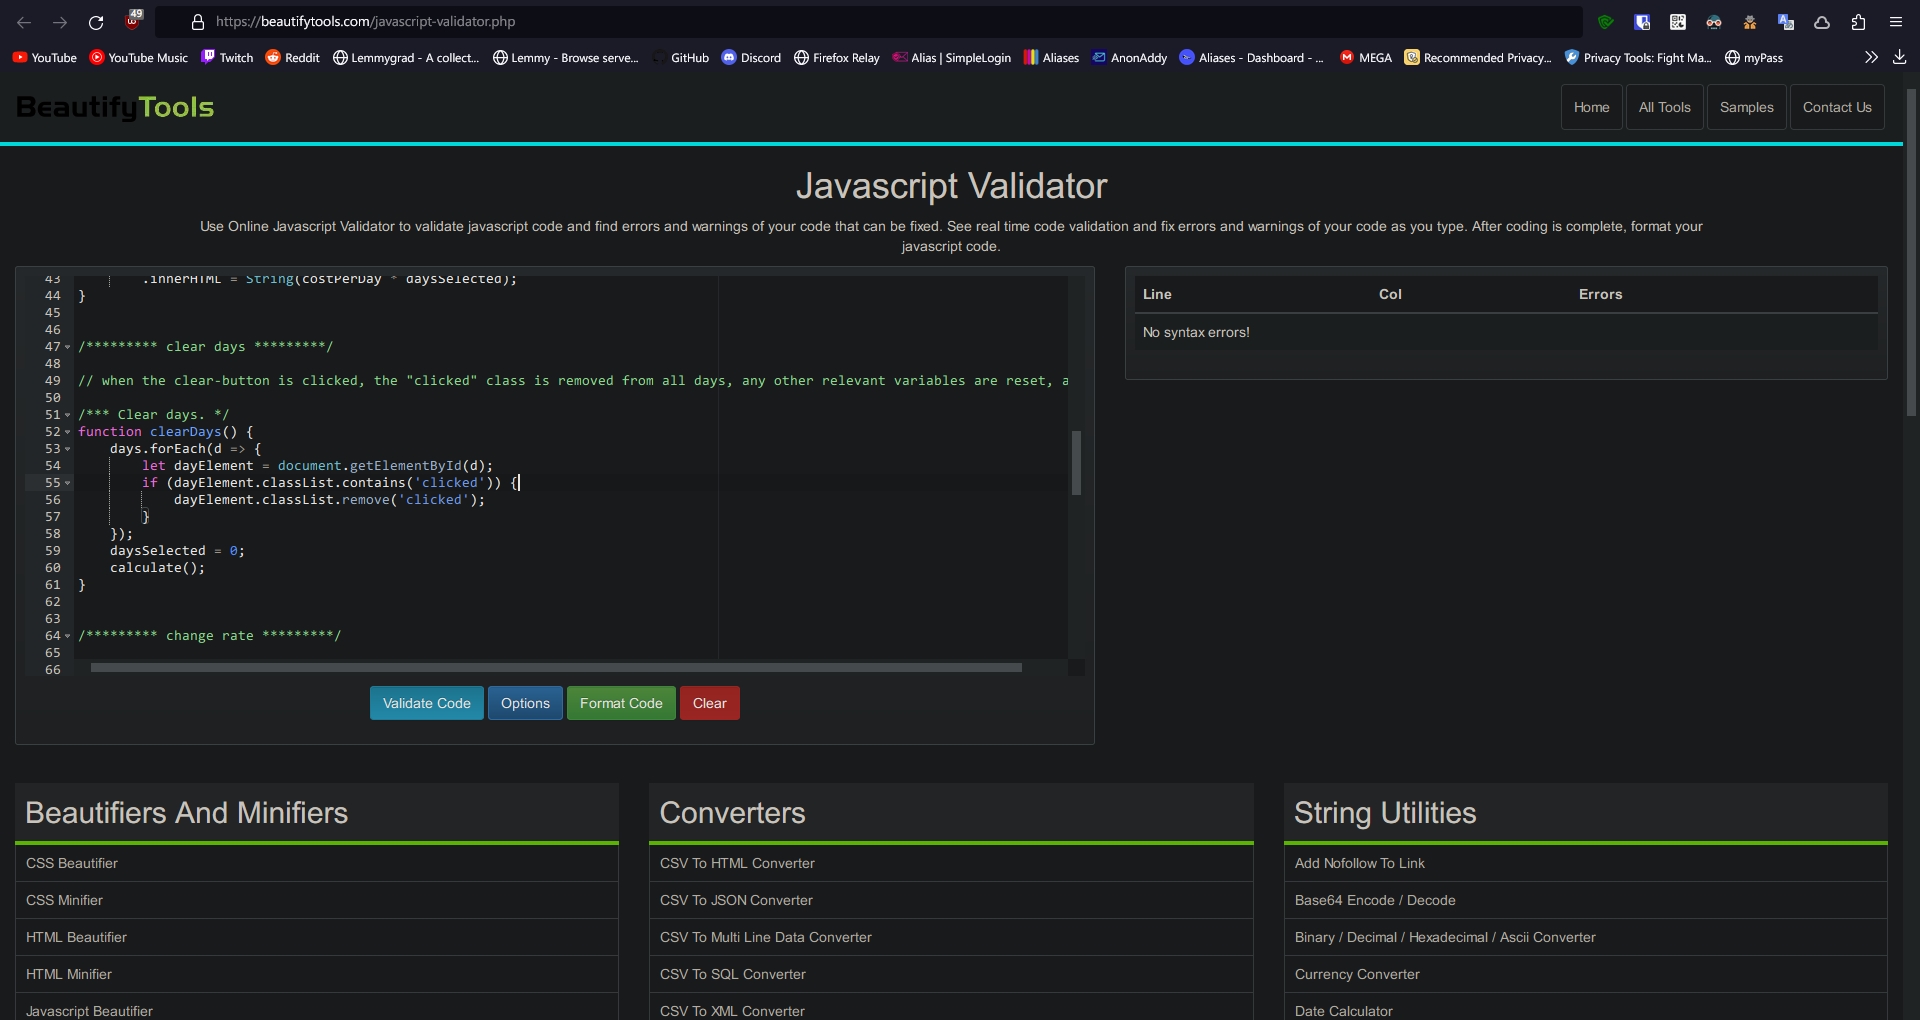 49
https://beautifytools.com/javascript-validator.php
YouTube YouTube Music Twitch Reddit Lemmygrad - A collect... Lemmy - Browse serve... GitHub Discord Firefox Relay Alias | SimpleLogin Aliases AnonAddy Aliases - Dashboard - ... MEGA Recommended Privacy... Privacy Tools: Fight Ma... myPass
BeautifyTools
Home All Tools Samples Contact Us
Javascript Validator
Use Online Javascript Validator to validate javascript code and find errors and warnings of your code that can be fixed. See real time code validation and fix errors and warnings of your code as you type. After coding is complete, format your
javascript code.
43 .innerHTML = String(costPerDay * daysSelected);
44 }
45
46
47 /********* clear days *********/
48
49 // when the clear-button is clicked, the "clicked" class is removed from all days, any other relevant variables are reset, a
50
51 /*** Clear days. */
52 function clearDays() {
53 days.forEach(d => {
54 let dayElement = document.getElementById(d);
55 if (dayElement.classList.contains('clicked')) {
56 dayElement.classList.remove('clicked');
57 }
58 });
59 daysSelected = 0;
60 calculate();
61 }
62
63
64 /********* change rate *********/
65
66
Validate Code Options Format Code Clear
Line Col Errors
No syntax errors!
Beautifiers And Minifiers
CSS Beautifier
CSS Minifier
HTML Beautifier
HTML Minifier
Javascript Beautifier
Converters
CSV To HTML Converter
CSV To JSON Converter
CSV To Multi Line Data Converter
CSV To SQL Converter
CSV To XML Converter
String Utilities
Add Nofollow To Link
Base64 Encode / Decode
Binary / Decimal / Hexadecimal / Ascii Converter
Currency Converter
Date Calculator